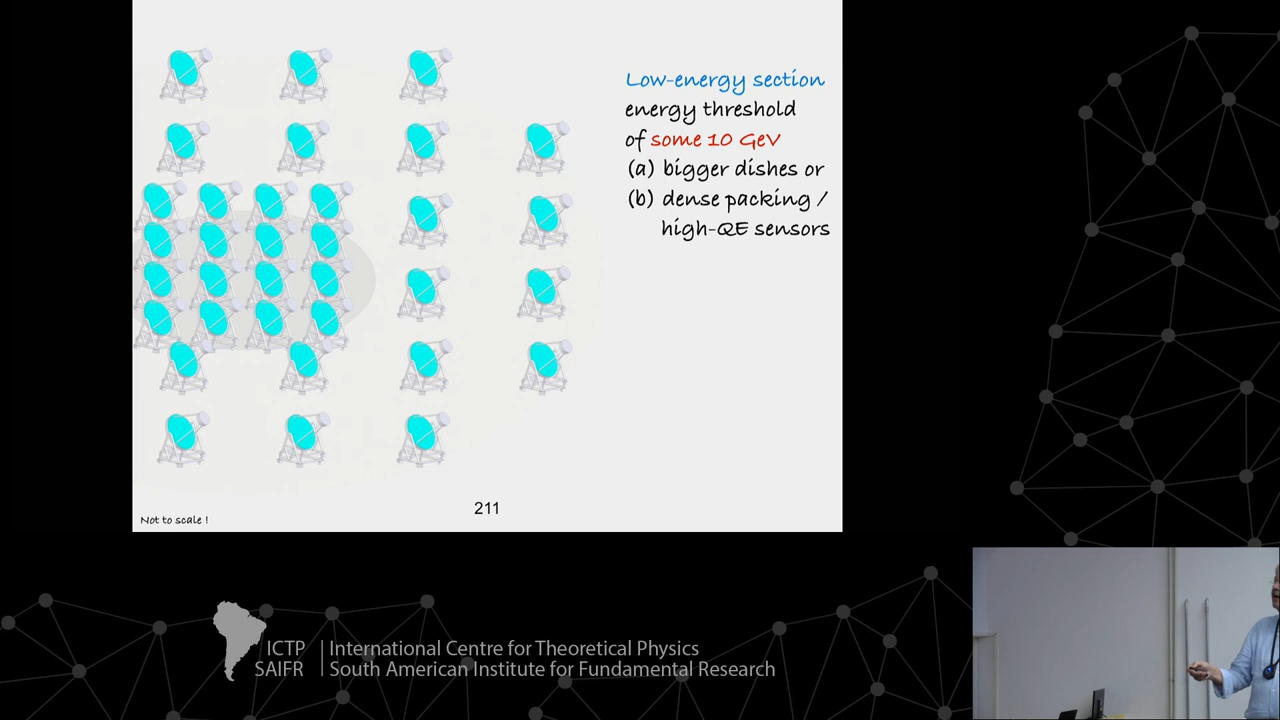 Low-energy section
energy threshold
of some 10 GeV
(a) bigger dishes or
(b) dense packing /
high-QE sensors
211
Not to scale !
ICTP | International Centre for Theoretical Physics
SAIFR | South American Institute for Fundamental Research